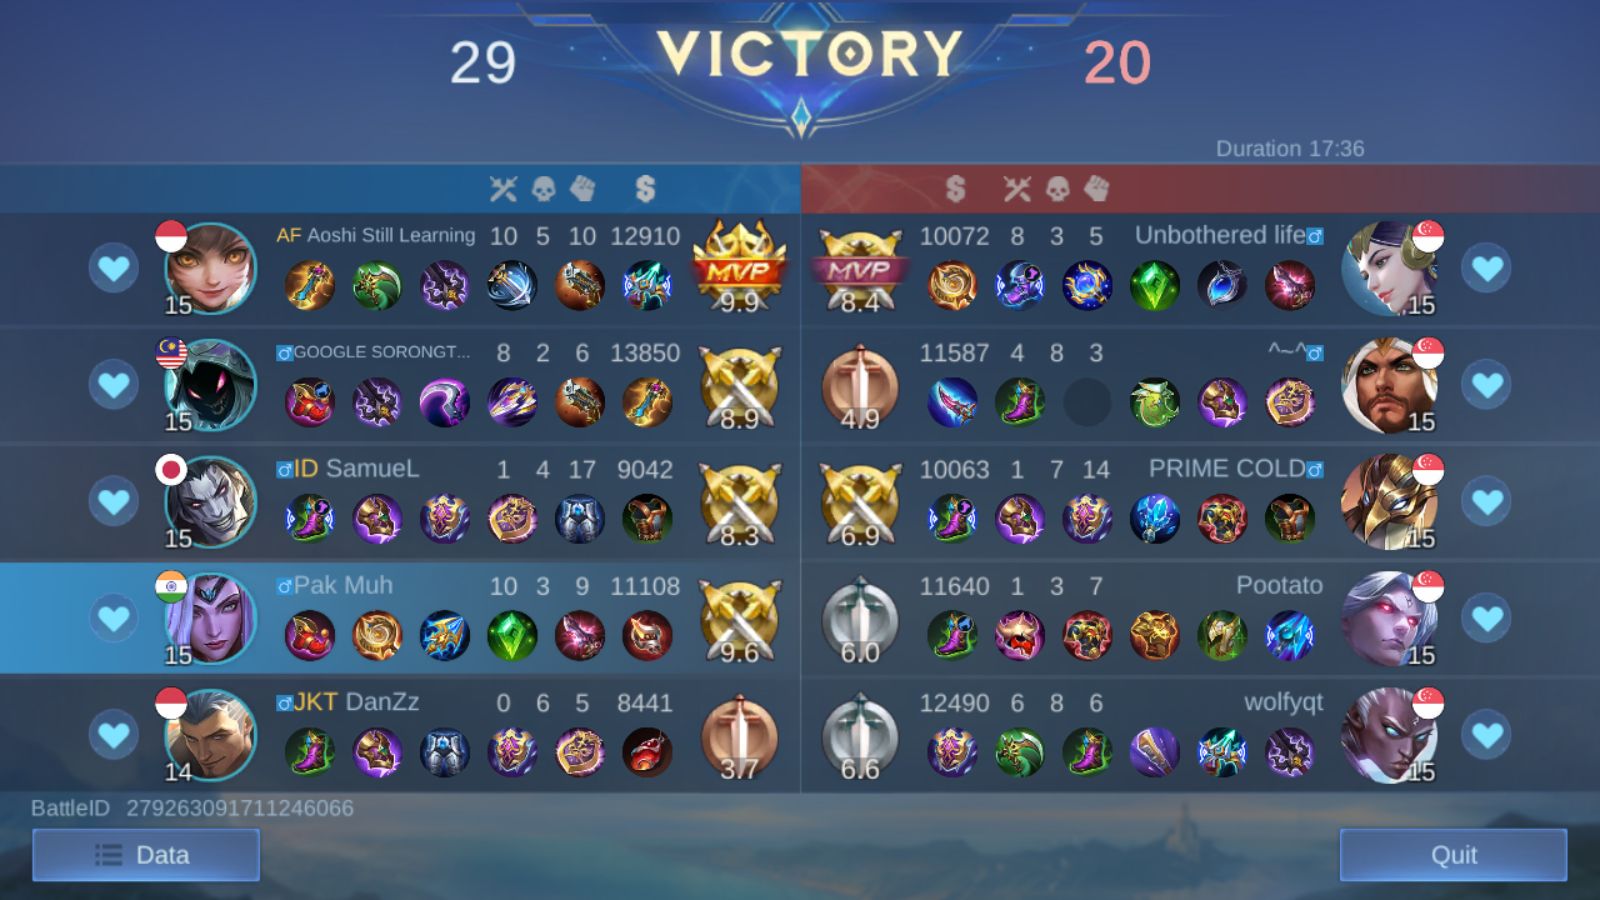 29 VICTORY 20
Duration 17:36
AF Aoshi Still Learning 10 5 10 12910 MVP 9.9
15
MVP 8.4 10072 8 3 5 Unbothered life
15
GOOGLE SORONGT... 8 2 6 13850 8.9
15
4.9 11587 4 8 3 ^~^
15
ID SamueL 1 4 17 9042 8.3
15
6.9 10063 1 7 14 PRIME COLD
15
Pak Muh 10 3 9 11108 9.6
15
6.0 11640 1 3 7 Pootato
15
JKT DanZz 0 6 5 8441 3.7
14
6.6 12490 6 8 6 wolfyqt
15
BattleID 279263091711246066
Data
Quit